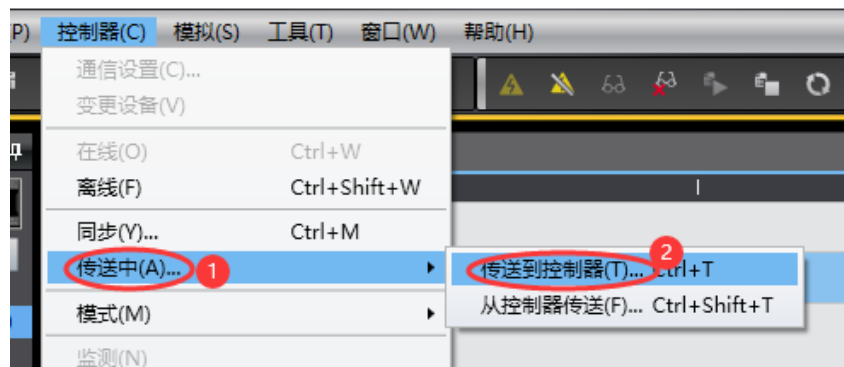 P) 控制器(C) 模拟(S) 工具(T) 窗口(W) 帮助(H)
通信设置(C)...
变更设备(V)
在线(O) Ctrl+W
离线(F) Ctrl+Shift+W
同步(Y)... Ctrl+M
传送中(A)... 1
2
传送到控制器(T)... Ctrl+T
从控制器传送(F)... Ctrl+Shift+T
模式(M)
监测(N)